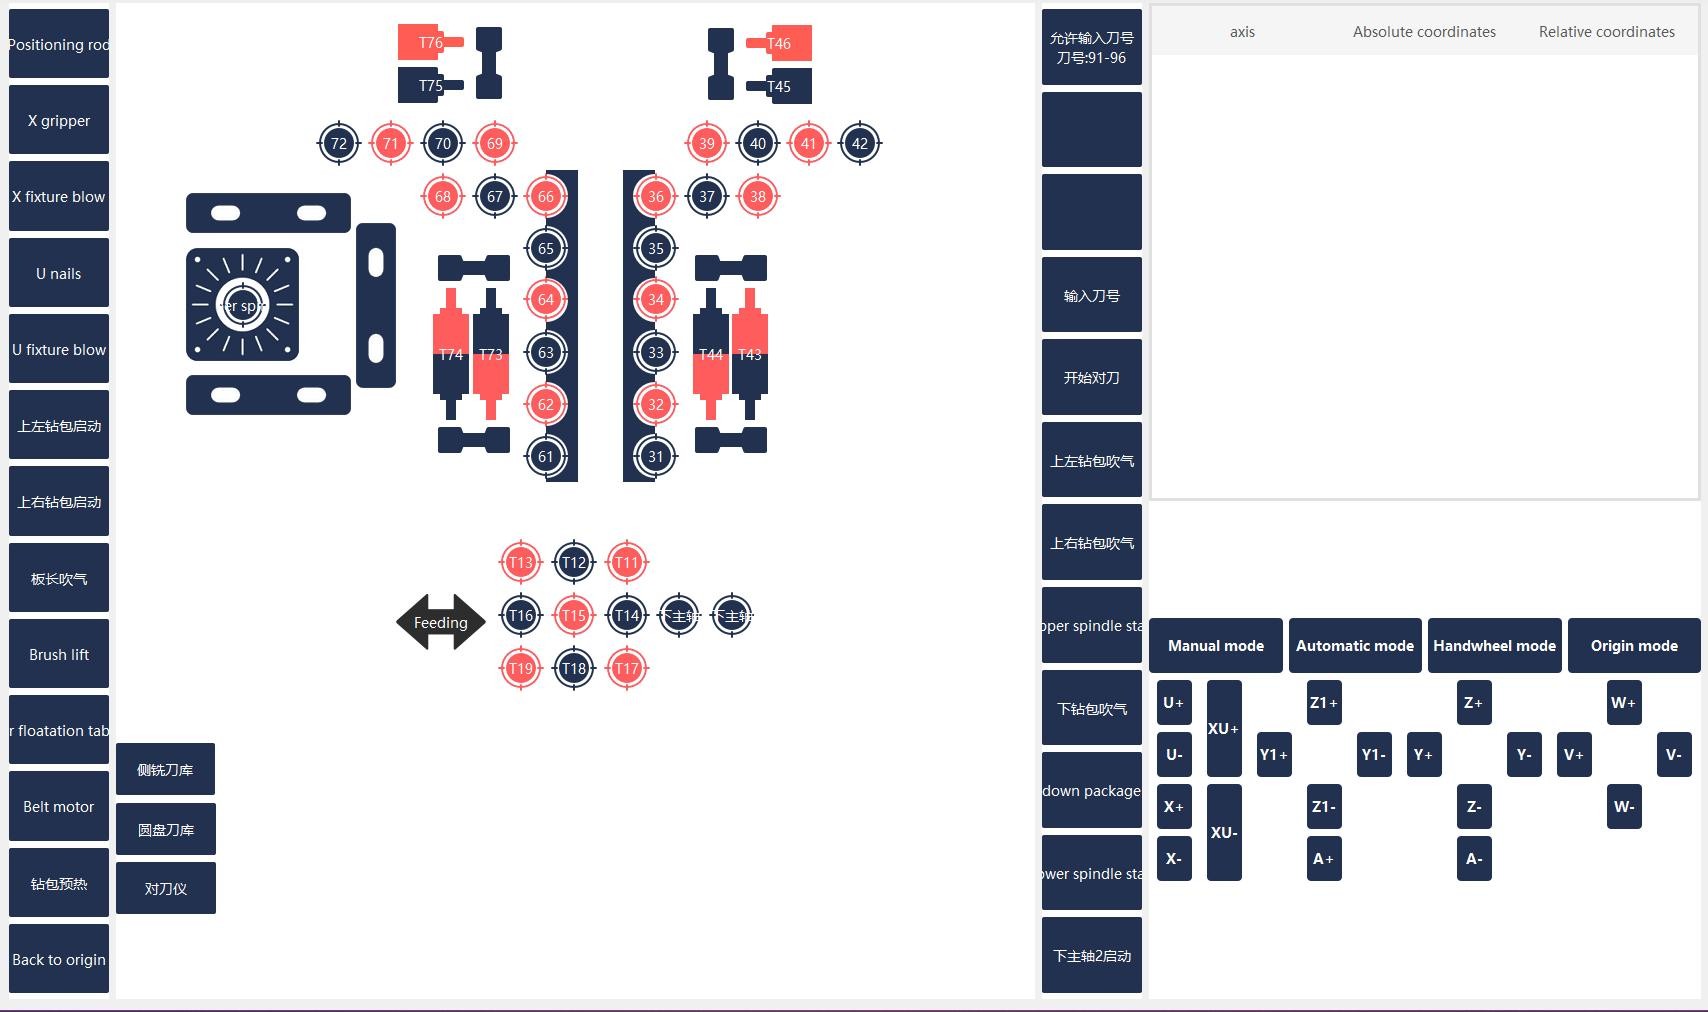 Positioning rod
X gripper
X fixture blow
U nails
U fixture blow
上左钻包启动
上右钻包启动
板长吹气
Brush lift
r floatation tab
Belt motor
钻包预热
Back to origin
T76
T75
T46
T45
72 71 70 69
39 40 41 42
68 67 66
36 37 38
65 35
64 34
63 33
62 32
61 31
er spi
T74 T73
T44 T43
T13 T12 T11
Feeding
T16 T15 T14 下主轴 下主轴
T19 T18 T17
侧铣刀库
圆盘刀库
对刀仪
允许输入刀号
刀号:91-96
输入刀号
开始对刀
上左钻包吹气
上右钻包吹气
pper spindle sta
下钻包吹气
down package
ower spindle sta
下主轴2启动
axis Absolute coordinates Relative coordinates
Manual mode Automatic mode Handwheel mode Origin mode
U+ XU+ Z1+ Z+ W+
U- Y1+ Y1- Y+ Y- V+ V-
X+ XU- Z1- Z- W-
X- A+ A-